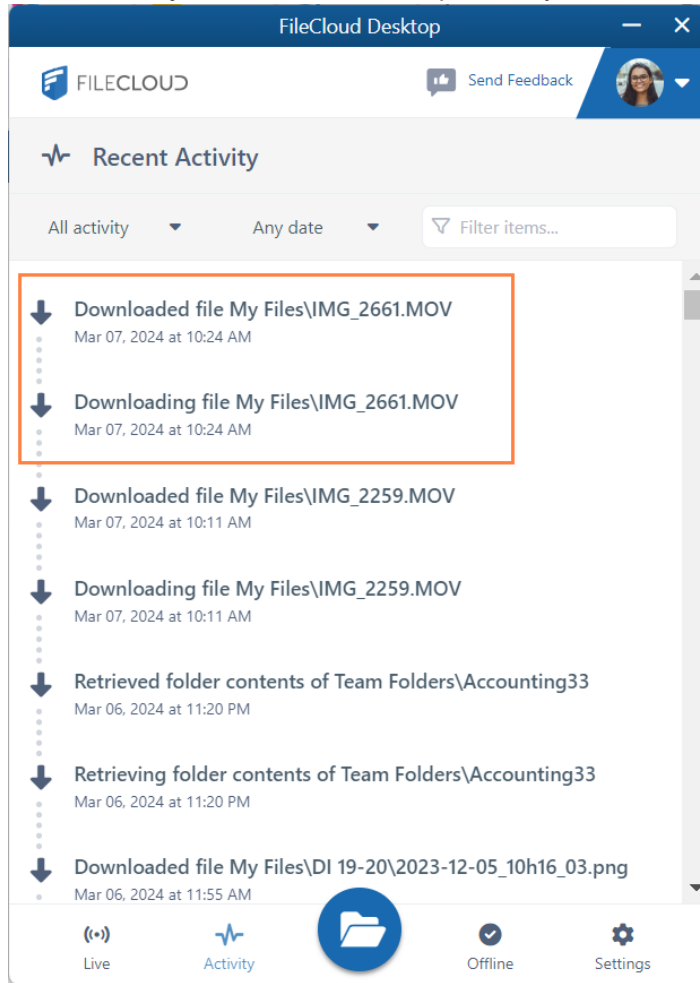 FileCloud Desktop
FILECLOUD
Send Feedback
Recent Activity
All activity
Any date
Filter items...
Downloaded file My Files\IMG_2661.MOV
Mar 07, 2024 at 10:24 AM
Downloading file My Files\IMG_2661.MOV
Mar 07, 2024 at 10:24 AM
Downloaded file My Files\IMG_2259.MOV
Mar 07, 2024 at 10:11 AM
Downloading file My Files\IMG_2259.MOV
Mar 07, 2024 at 10:11 AM
Retrieved folder contents of Team Folders\Accounting33
Mar 06, 2024 at 11:20 PM
Retrieving folder contents of Team Folders\Accounting33
Mar 06, 2024 at 11:20 PM
Downloaded file My Files\DI 19-20\2023-12-05_10h16_03.png
Mar 06, 2024 at 11:55 AM
Live
Activity
Offline
Settings